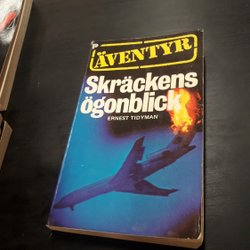 ÄVENTYR
Skräckens
ögonblick
ERNEST TIDYMAN